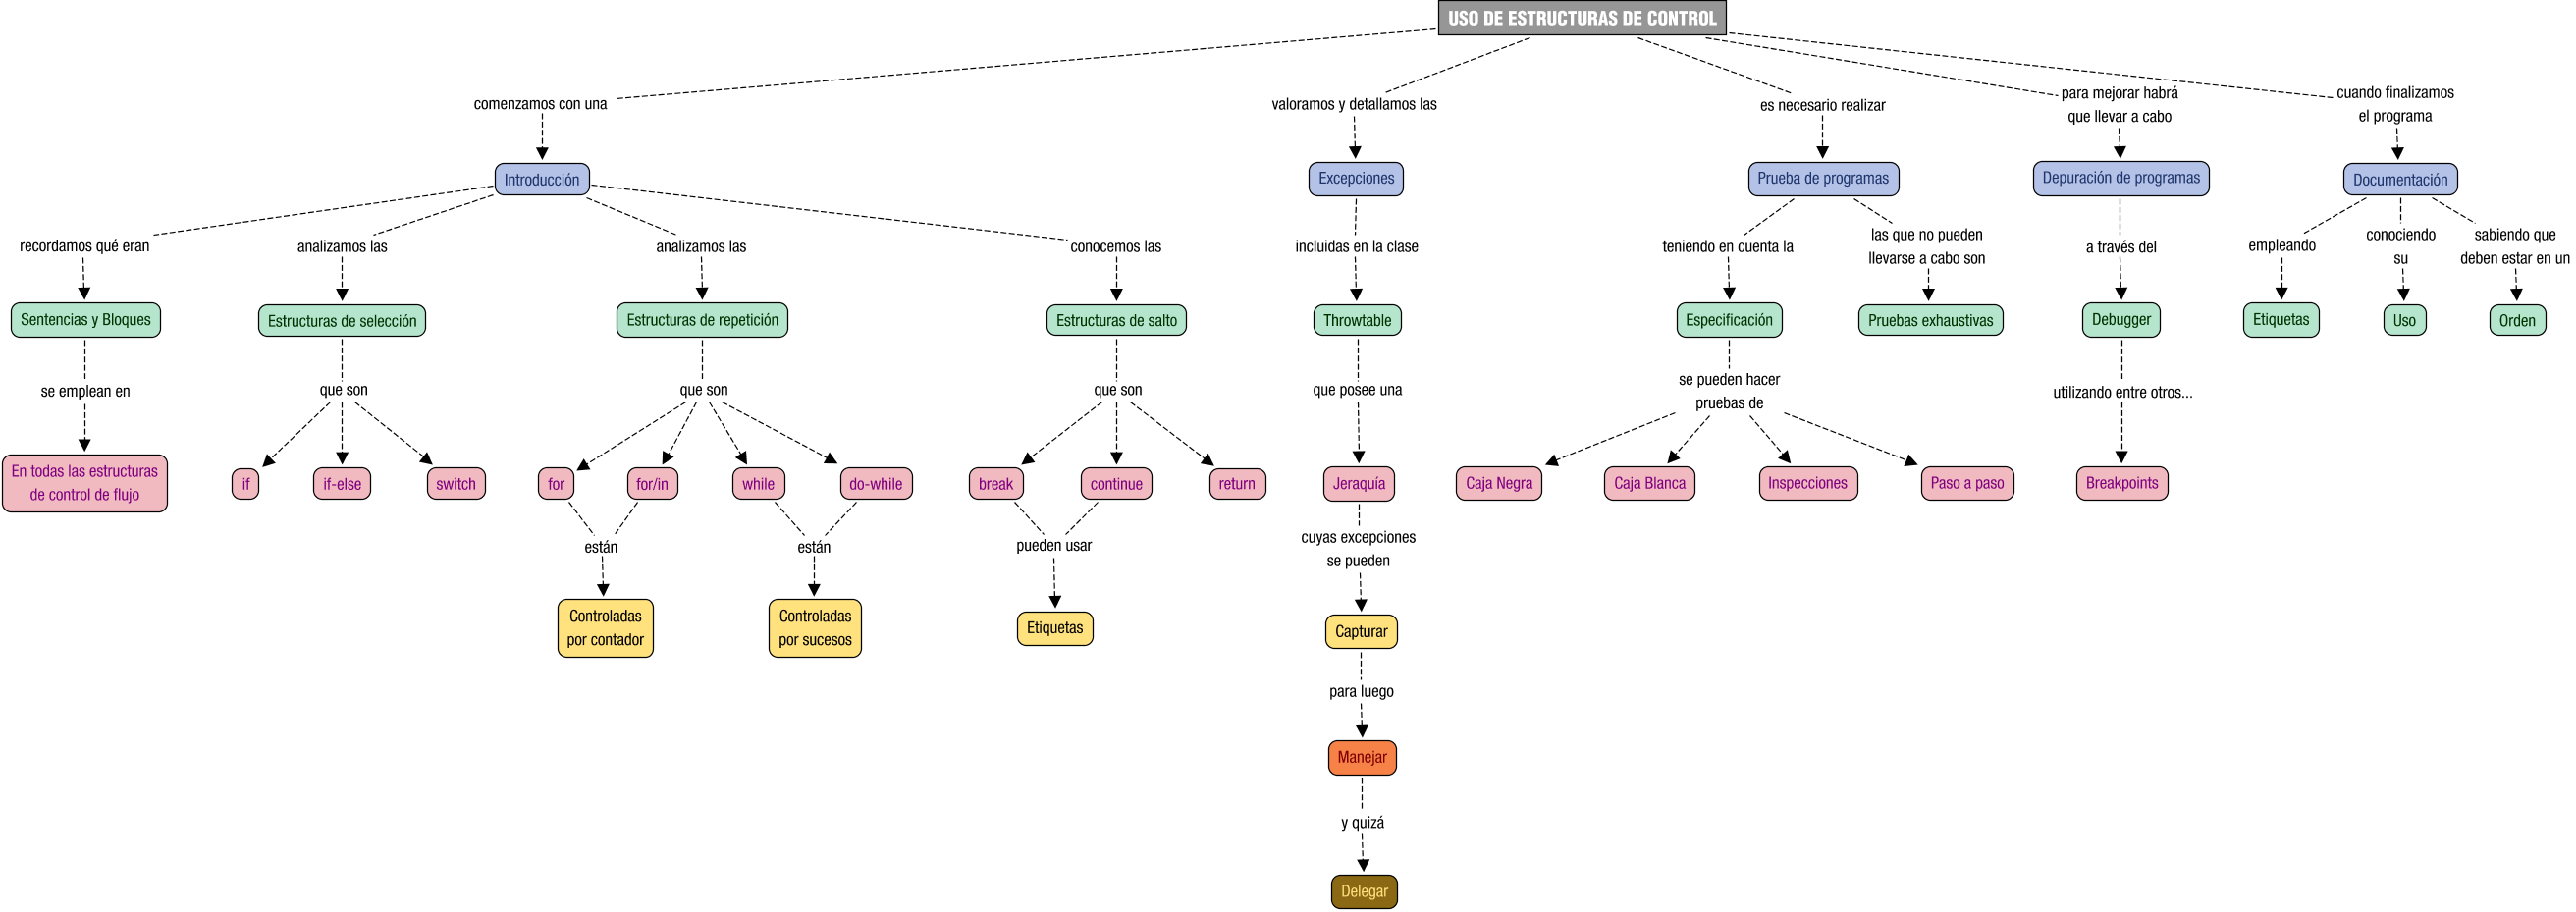 USO DE ESTRUCTURAS DE CONTROL
comenzamos con una
valoramos y detallamos las
es necesario realizar
para mejorar habrá
que llevar a cabo
cuando finalizamos
el programa
Introducción
Excepciones
Prueba de programas
Depuración de programas
Documentación
recordamos qué eran
analizamos las
analizamos las
conocemos las
incluidas en la clase
teniendo en cuenta la
las que no pueden
llevarse a cabo son
a través del
empleando
conociendo
su
sabiendo que
deben estar en un
Sentencias y Bloques
Estructuras de selección
Estructuras de repetición
Estructuras de salto
Throwtable
Especificación
Pruebas exhaustivas
Debugger
Etiquetas
Uso
Orden
se emplean en
que son
que son
que son
que posee una
se pueden hacer
pruebas de
utilizando entre otros...
En todas las estructuras
de control de flujo
if
if-else
switch
for
for/in
while
do-while
break
continue
return
Jeraquía
Caja Negra
Caja Blanca
Inspecciones
Paso a paso
Breakpoints
están
están
pueden usar
cuyas excepciones
se pueden
Controladas
por contador
Controladas
por sucesos
Etiquetas
Capturar
para luego
Manejar
y quizá
Delegar